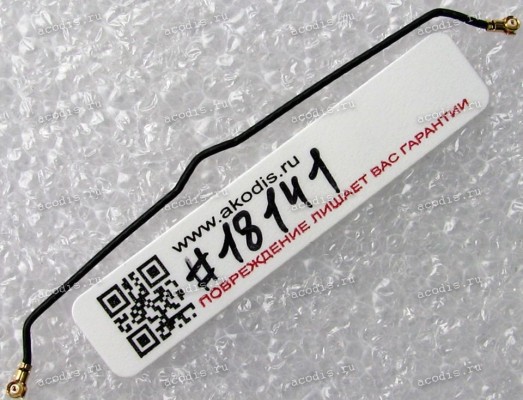 www.akodis.ru
#18141
ПОВРЕЖДЕНИЕ ЛИШАЕТ ВАС ГАРАНТИИ